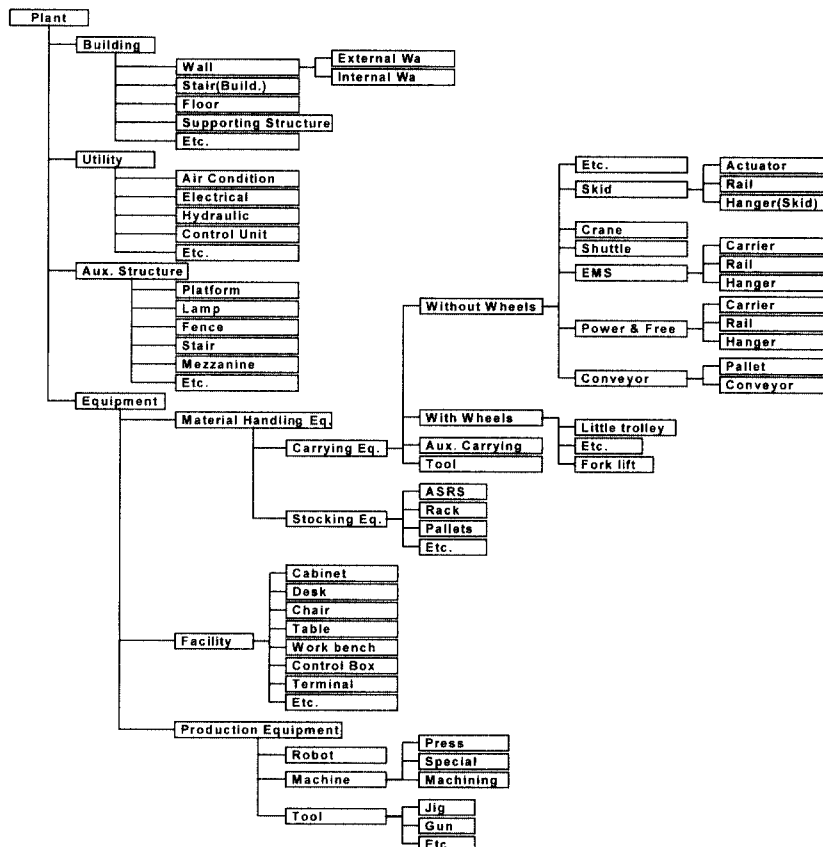 Plant
Building
Wall
External Wa
Internal Wa
Stair(Build.)
Floor
Supporting Structure
Etc.
Utility
Air Condition
Electrical
Hydraulic
Control Unit
Etc.
Aux. Structure
Platform
Lamp
Fence
Stair
Mezzanine
Etc.
Equipment
Material Handling Eq.
Carrying Eq.
Without Wheels
Etc.
Skid
Actuator
Rail
Hanger(Skid)
Crane
Shuttle
EMS
Carrier
Rail
Hanger
Power & Free
Carrier
Rail
Hanger
Conveyor
Pallet
Conveyor
With Wheels
Little trolley
Etc.
Fork lift
Aux. Carrying
Tool
Stocking Eq.
ASRS
Rack
Pallets
Etc.
Facility
Cabinet
Desk
Chair
Table
Work bench
Control Box
Terminal
Etc.
Production Equipment
Robot
Machine
Press
Special
Machining
Tool
Jig
Gun
Etc